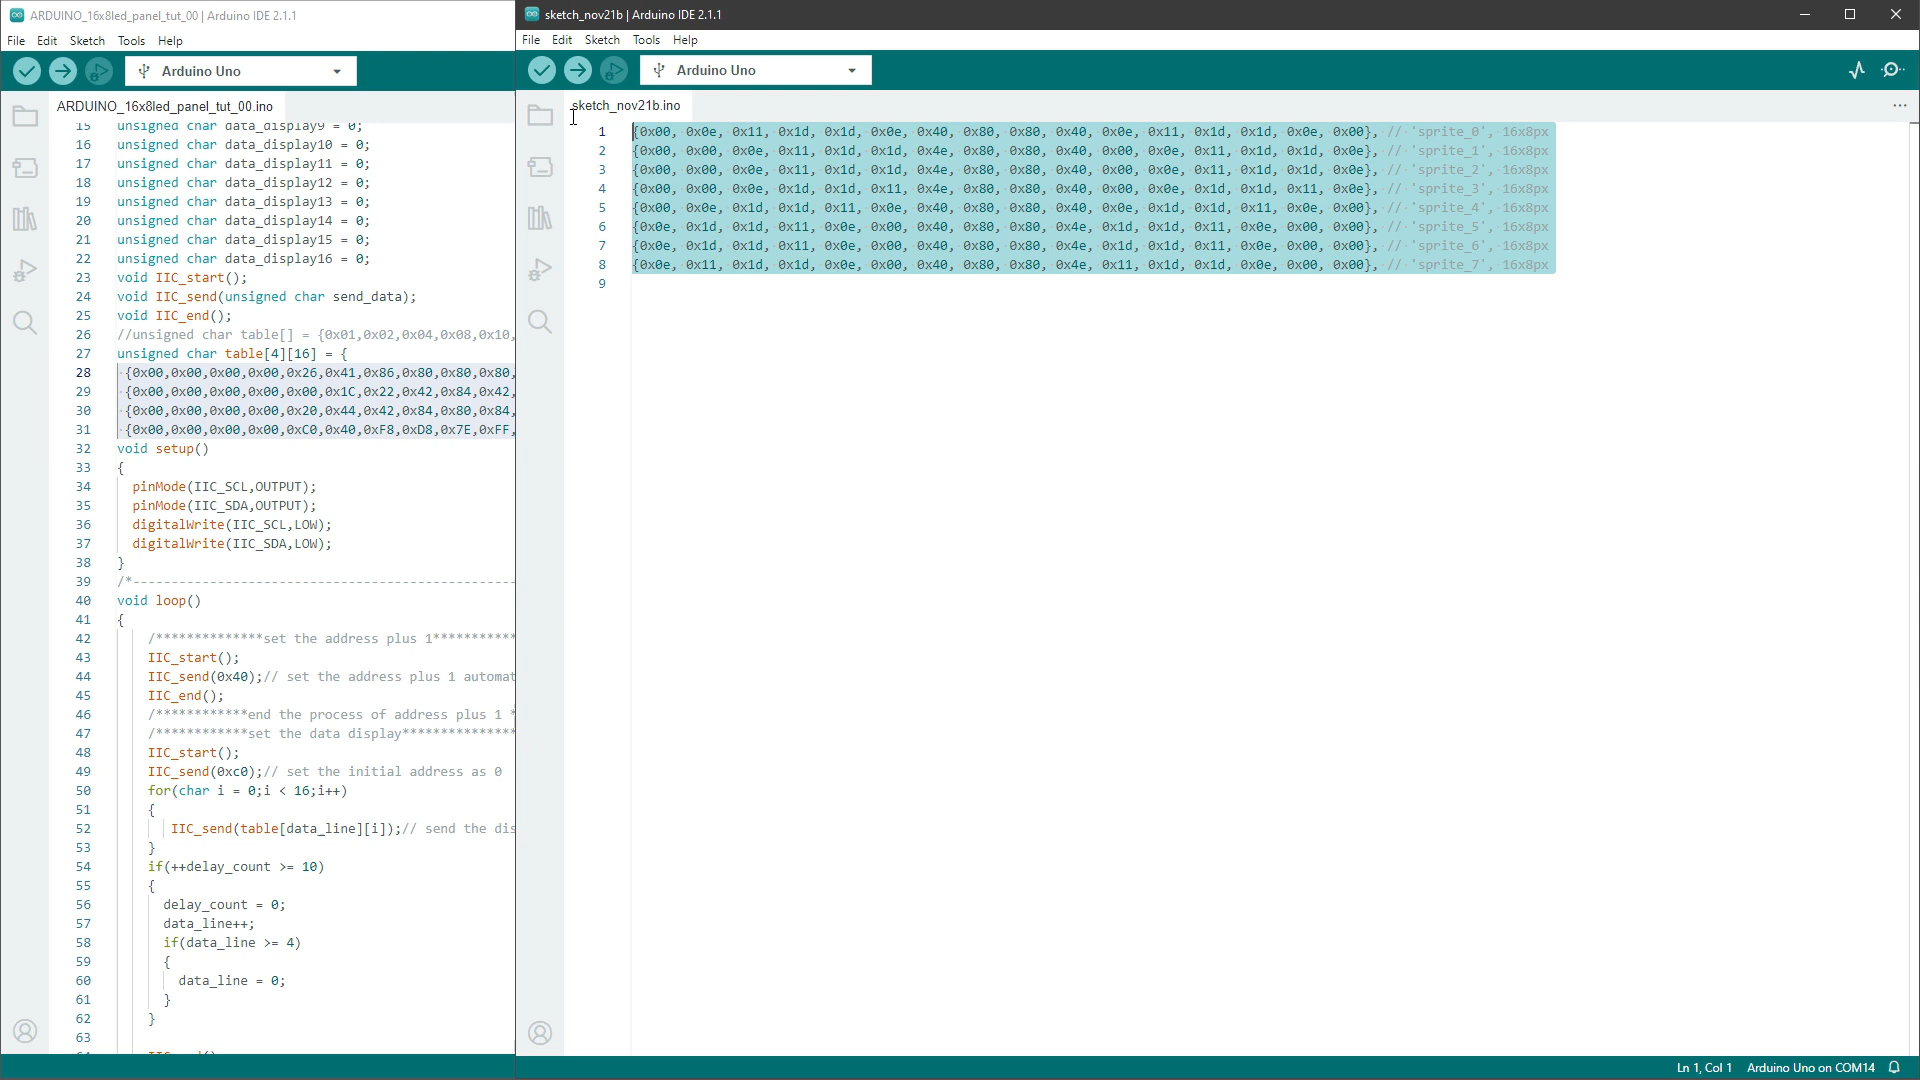 ARDUINO_16x8led_panel_tut_00 | Arduino IDE 2.1.1
File Edit Sketch Tools Help
Arduino Uno
ARDUINO_16x8led_panel_tut_00.ino
15 unsigned char data_display9 = 0;
16 unsigned char data_display10 = 0;
17 unsigned char data_display11 = 0;
18 unsigned char data_display12 = 0;
19 unsigned char data_display13 = 0;
20 unsigned char data_display14 = 0;
21 unsigned char data_display15 = 0;
22 unsigned char data_display16 = 0;
23 void IIC_start();
24 void IIC_send(unsigned char send_data);
25 void IIC_end();
26 //unsigned char table[] = {0x01,0x02,0x04,0x08,0x10,
27 unsigned char table[4][16] = {
28 {0x00,0x00,0x00,0x00,0x26,0x41,0x86,0x80,0x80,0x80,
29 {0x00,0x00,0x00,0x00,0x00,0x1C,0x22,0x42,0x84,0x42,
30 {0x00,0x00,0x00,0x00,0x20,0x44,0x42,0x84,0x80,0x84,
31 {0x00,0x00,0x00,0x00,0xC0,0x40,0xF8,0xD8,0x7E,0xFF,
32 void setup()
33 {
34 pinMode(IIC_SCL,OUTPUT);
35 pinMode(IIC_SDA,OUTPUT);
36 digitalWrite(IIC_SCL,LOW);
37 digitalWrite(IIC_SDA,LOW);
38 }
39 /*--------------------------------------------------
40 void loop()
41 {
42 /**************set the address plus 1***********
43 IIC_start();
44 IIC_send(0x40);// set the address plus 1 automat
45 IIC_end();
46 /************end the process of address plus 1 *
47 /************set the data display***************
48 IIC_start();
49 IIC_send(0xc0);// set the initial address as 0
50 for(char i = 0;i < 16;i++)
51 {
52 IIC_send(table[data_line][i]);// send the dis
53 }
54 if(++delay_count >= 10)
55 {
56 delay_count = 0;
57 data_line++;
58 if(data_line >= 4)
59 {
60 data_line = 0;
61 }
62 }
63
sketch_nov21b | Arduino IDE 2.1.1
File Edit Sketch Tools Help
Arduino Uno
sketch_nov21b.ino
1 {0x00, 0x0e, 0x11, 0x1d, 0x1d, 0x0e, 0x40, 0x80, 0x80, 0x40, 0x0e, 0x11, 0x1d, 0x1d, 0x0e, 0x00}, // 'sprite_0', 16x8px
2 {0x00, 0x00, 0x0e, 0x11, 0x1d, 0x1d, 0x4e, 0x80, 0x80, 0x40, 0x00, 0x0e, 0x11, 0x1d, 0x1d, 0x0e}, // 'sprite_1', 16x8px
3 {0x00, 0x00, 0x0e, 0x11, 0x1d, 0x1d, 0x4e, 0x80, 0x80, 0x40, 0x00, 0x0e, 0x11, 0x1d, 0x1d, 0x0e}, // 'sprite_2', 16x8px
4 {0x00, 0x00, 0x0e, 0x1d, 0x1d, 0x11, 0x4e, 0x80, 0x80, 0x40, 0x00, 0x0e, 0x1d, 0x1d, 0x11, 0x0e}, // 'sprite_3', 16x8px
5 {0x00, 0x0e, 0x1d, 0x1d, 0x11, 0x0e, 0x40, 0x80, 0x80, 0x40, 0x0e, 0x1d, 0x1d, 0x11, 0x0e, 0x00}, // 'sprite_4', 16x8px
6 {0x0e, 0x1d, 0x1d, 0x11, 0x0e, 0x00, 0x40, 0x80, 0x80, 0x4e, 0x1d, 0x1d, 0x11, 0x0e, 0x00, 0x00}, // 'sprite_5', 16x8px
7 {0x0e, 0x1d, 0x1d, 0x11, 0x0e, 0x00, 0x40, 0x80, 0x80, 0x4e, 0x1d, 0x1d, 0x11, 0x0e, 0x00, 0x00}, // 'sprite_6', 16x8px
8 {0x0e, 0x11, 0x1d, 0x1d, 0x0e, 0x00, 0x40, 0x80, 0x80, 0x4e, 0x11, 0x1d, 0x1d, 0x0e, 0x00, 0x00}, // 'sprite_7', 16x8px
9
Ln 1, Col 1 Arduino Uno on COM14